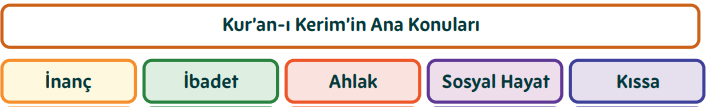 Kur'an-ı Kerim'in Ana Konuları
İnanç İbadet Ahlak Sosyal Hayat Kıssa